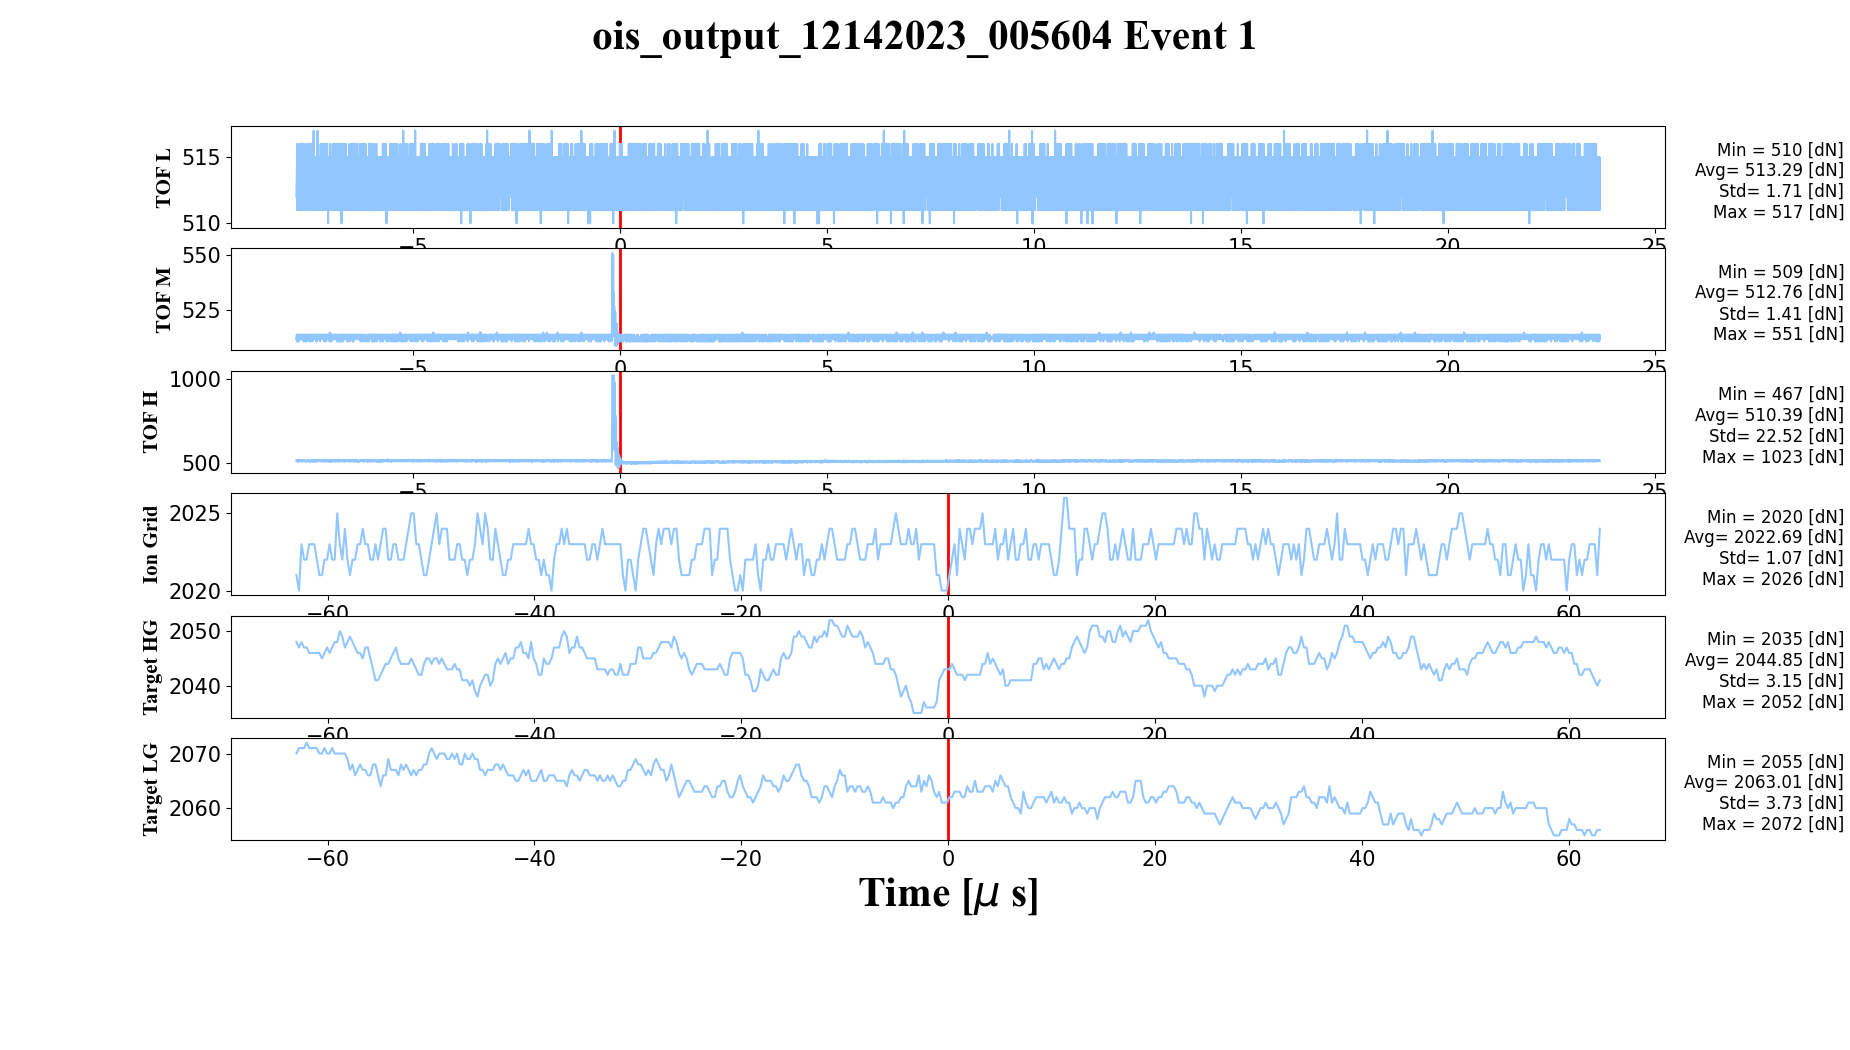 ois_output_12142023_005604 Event 1
TOF L
515
510
−5
0
5
10
15
20
25
Min = 510 [dN]
Avg= 513.29 [dN]
Std= 1.71 [dN]
Max = 517 [dN]
TOF M
550
525
−5
0
5
10
15
20
25
Min = 509 [dN]
Avg= 512.76 [dN]
Std= 1.41 [dN]
Max = 551 [dN]
TOF H
1000
500
−5
0
5
10
15
20
25
Min = 467 [dN]
Avg= 510.39 [dN]
Std= 22.52 [dN]
Max = 1023 [dN]
Ion Grid
2025
2020
−60
−40
−20
0
20
40
60
Min = 2020 [dN]
Avg= 2022.69 [dN]
Std= 1.07 [dN]
Max = 2026 [dN]
Target HG
2050
2040
−60
−40
−20
0
20
40
60
Min = 2035 [dN]
Avg= 2044.85 [dN]
Std= 3.15 [dN]
Max = 2052 [dN]
Target LG
2070
2060
−60
−40
−20
0
20
40
60
Min = 2055 [dN]
Avg= 2063.01 [dN]
Std= 3.73 [dN]
Max = 2072 [dN]
Time [μ s]